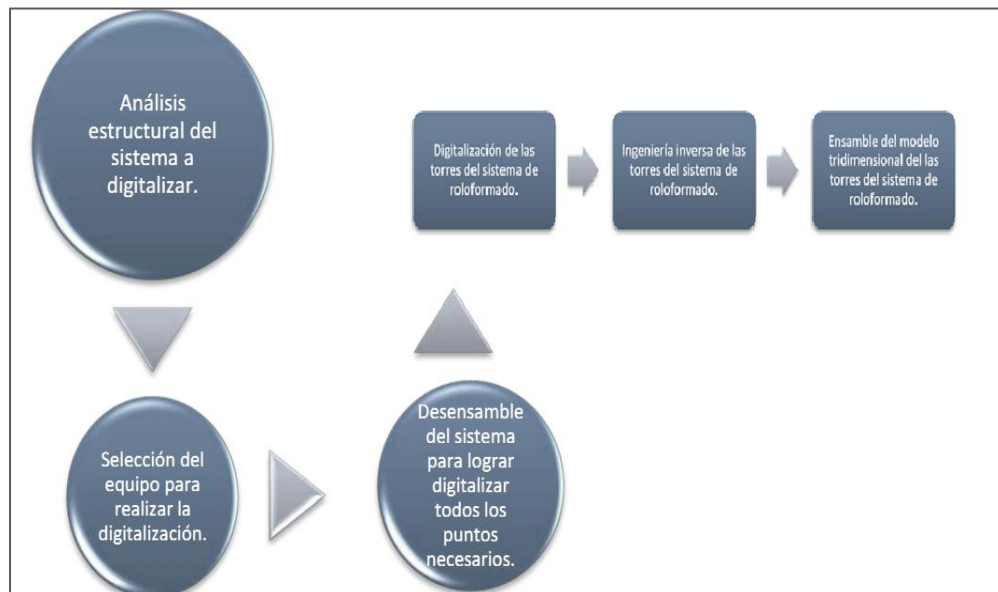 Análisis
estructural del
sistema a
digitalizar.
Selección del
equipo para
realizar la
digitalización.
Desensamble
del sistema
para lograr
digitalizar
todos los
puntos
necesarios.
Digitalización de las
torres del sistema de
roloformado.
Ingeniería inversa de las
torres del sistema de
roloformado.
Ensamble del modelo
tridimensional del las
torres del sistema de
roloformado.